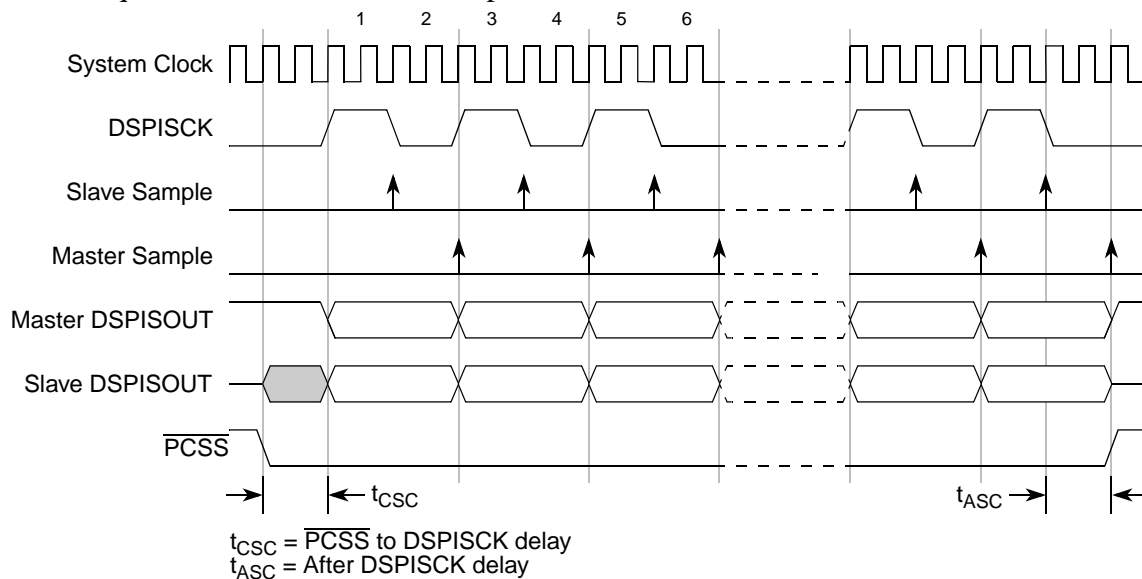 1 2 3 4 5 6
System Clock
DSPISCK
Slave Sample
Master Sample
Master DSPISOUT
Slave DSPISOUT
PCSS
tCSC tASC
tCSC = PCSS to DSPISCK delay
tASC = After DSPISCK delay